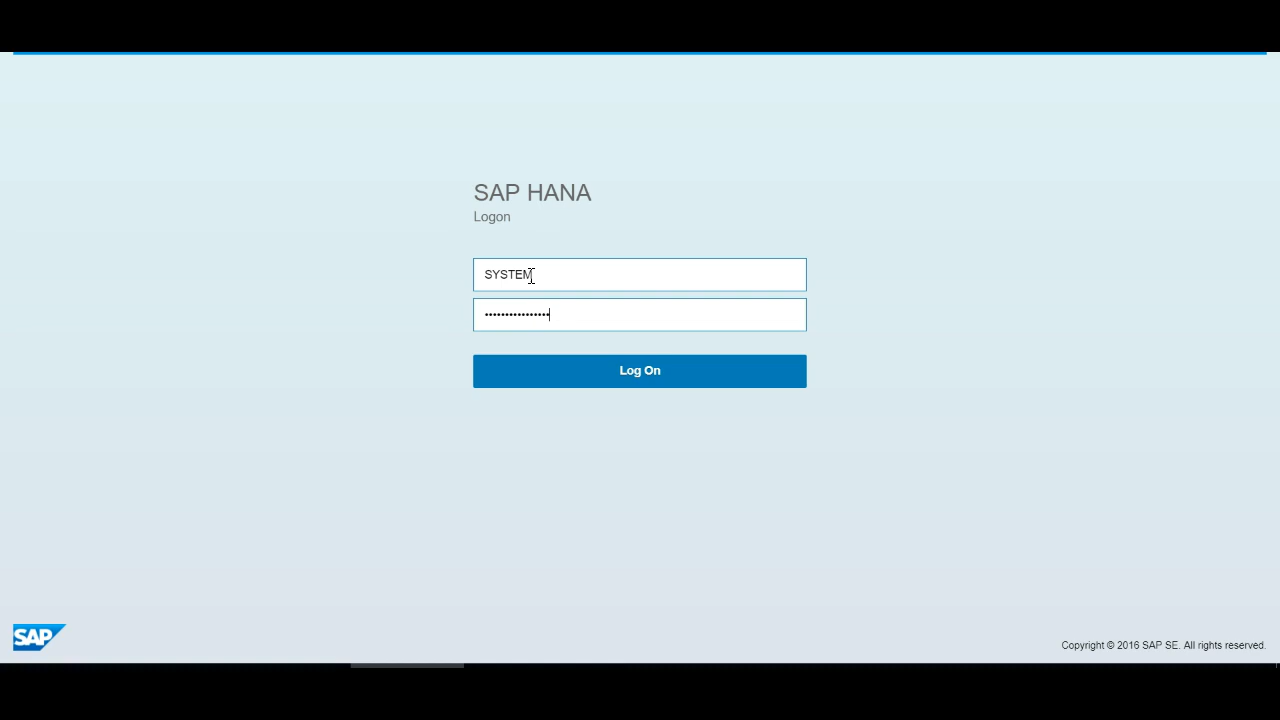 SAP HANA
Logon
SYSTEM
••••••••••••••••
Log On
SAP
Copyright © 2016 SAP SE. All rights reserved.